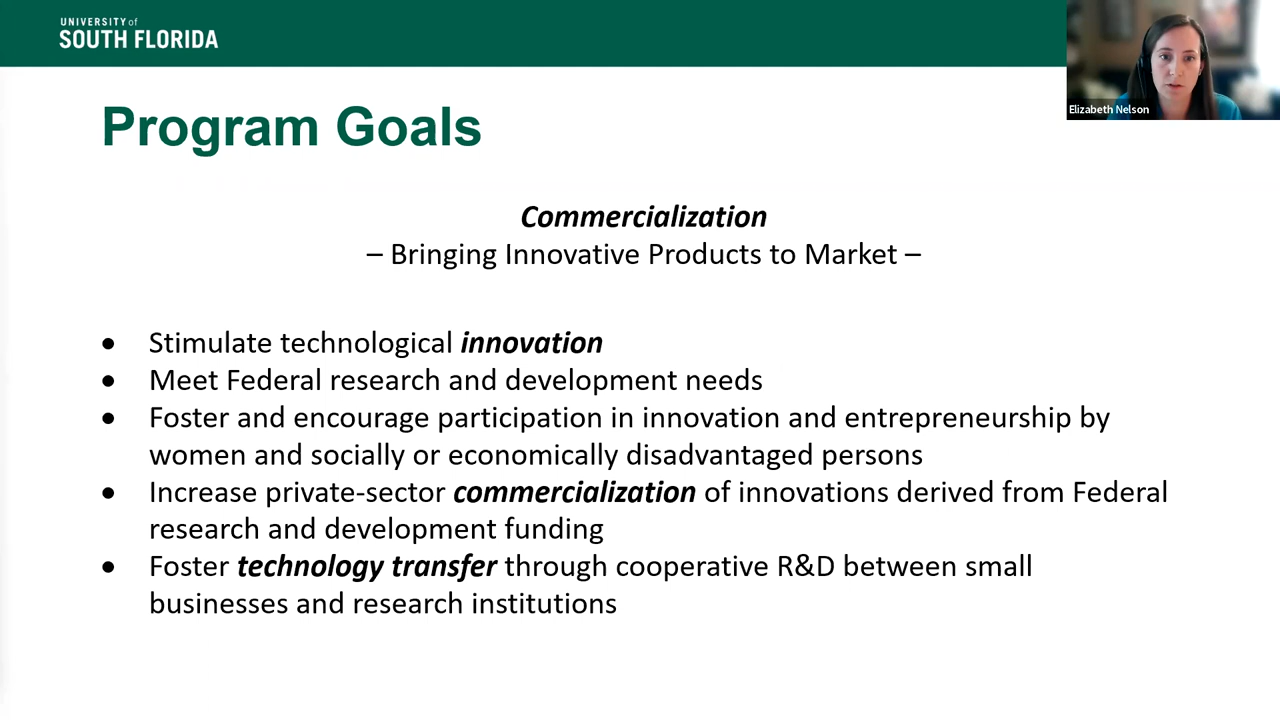 UNIVERSITY of
SOUTH FLORIDA
Elizabeth Nelson
Program Goals
Commercialization
– Bringing Innovative Products to Market –
• Stimulate technological innovation
• Meet Federal research and development needs
• Foster and encourage participation in innovation and entrepreneurship by
women and socially or economically disadvantaged persons
• Increase private-sector commercialization of innovations derived from Federal
research and development funding
• Foster technology transfer through cooperative R&D between small
businesses and research institutions